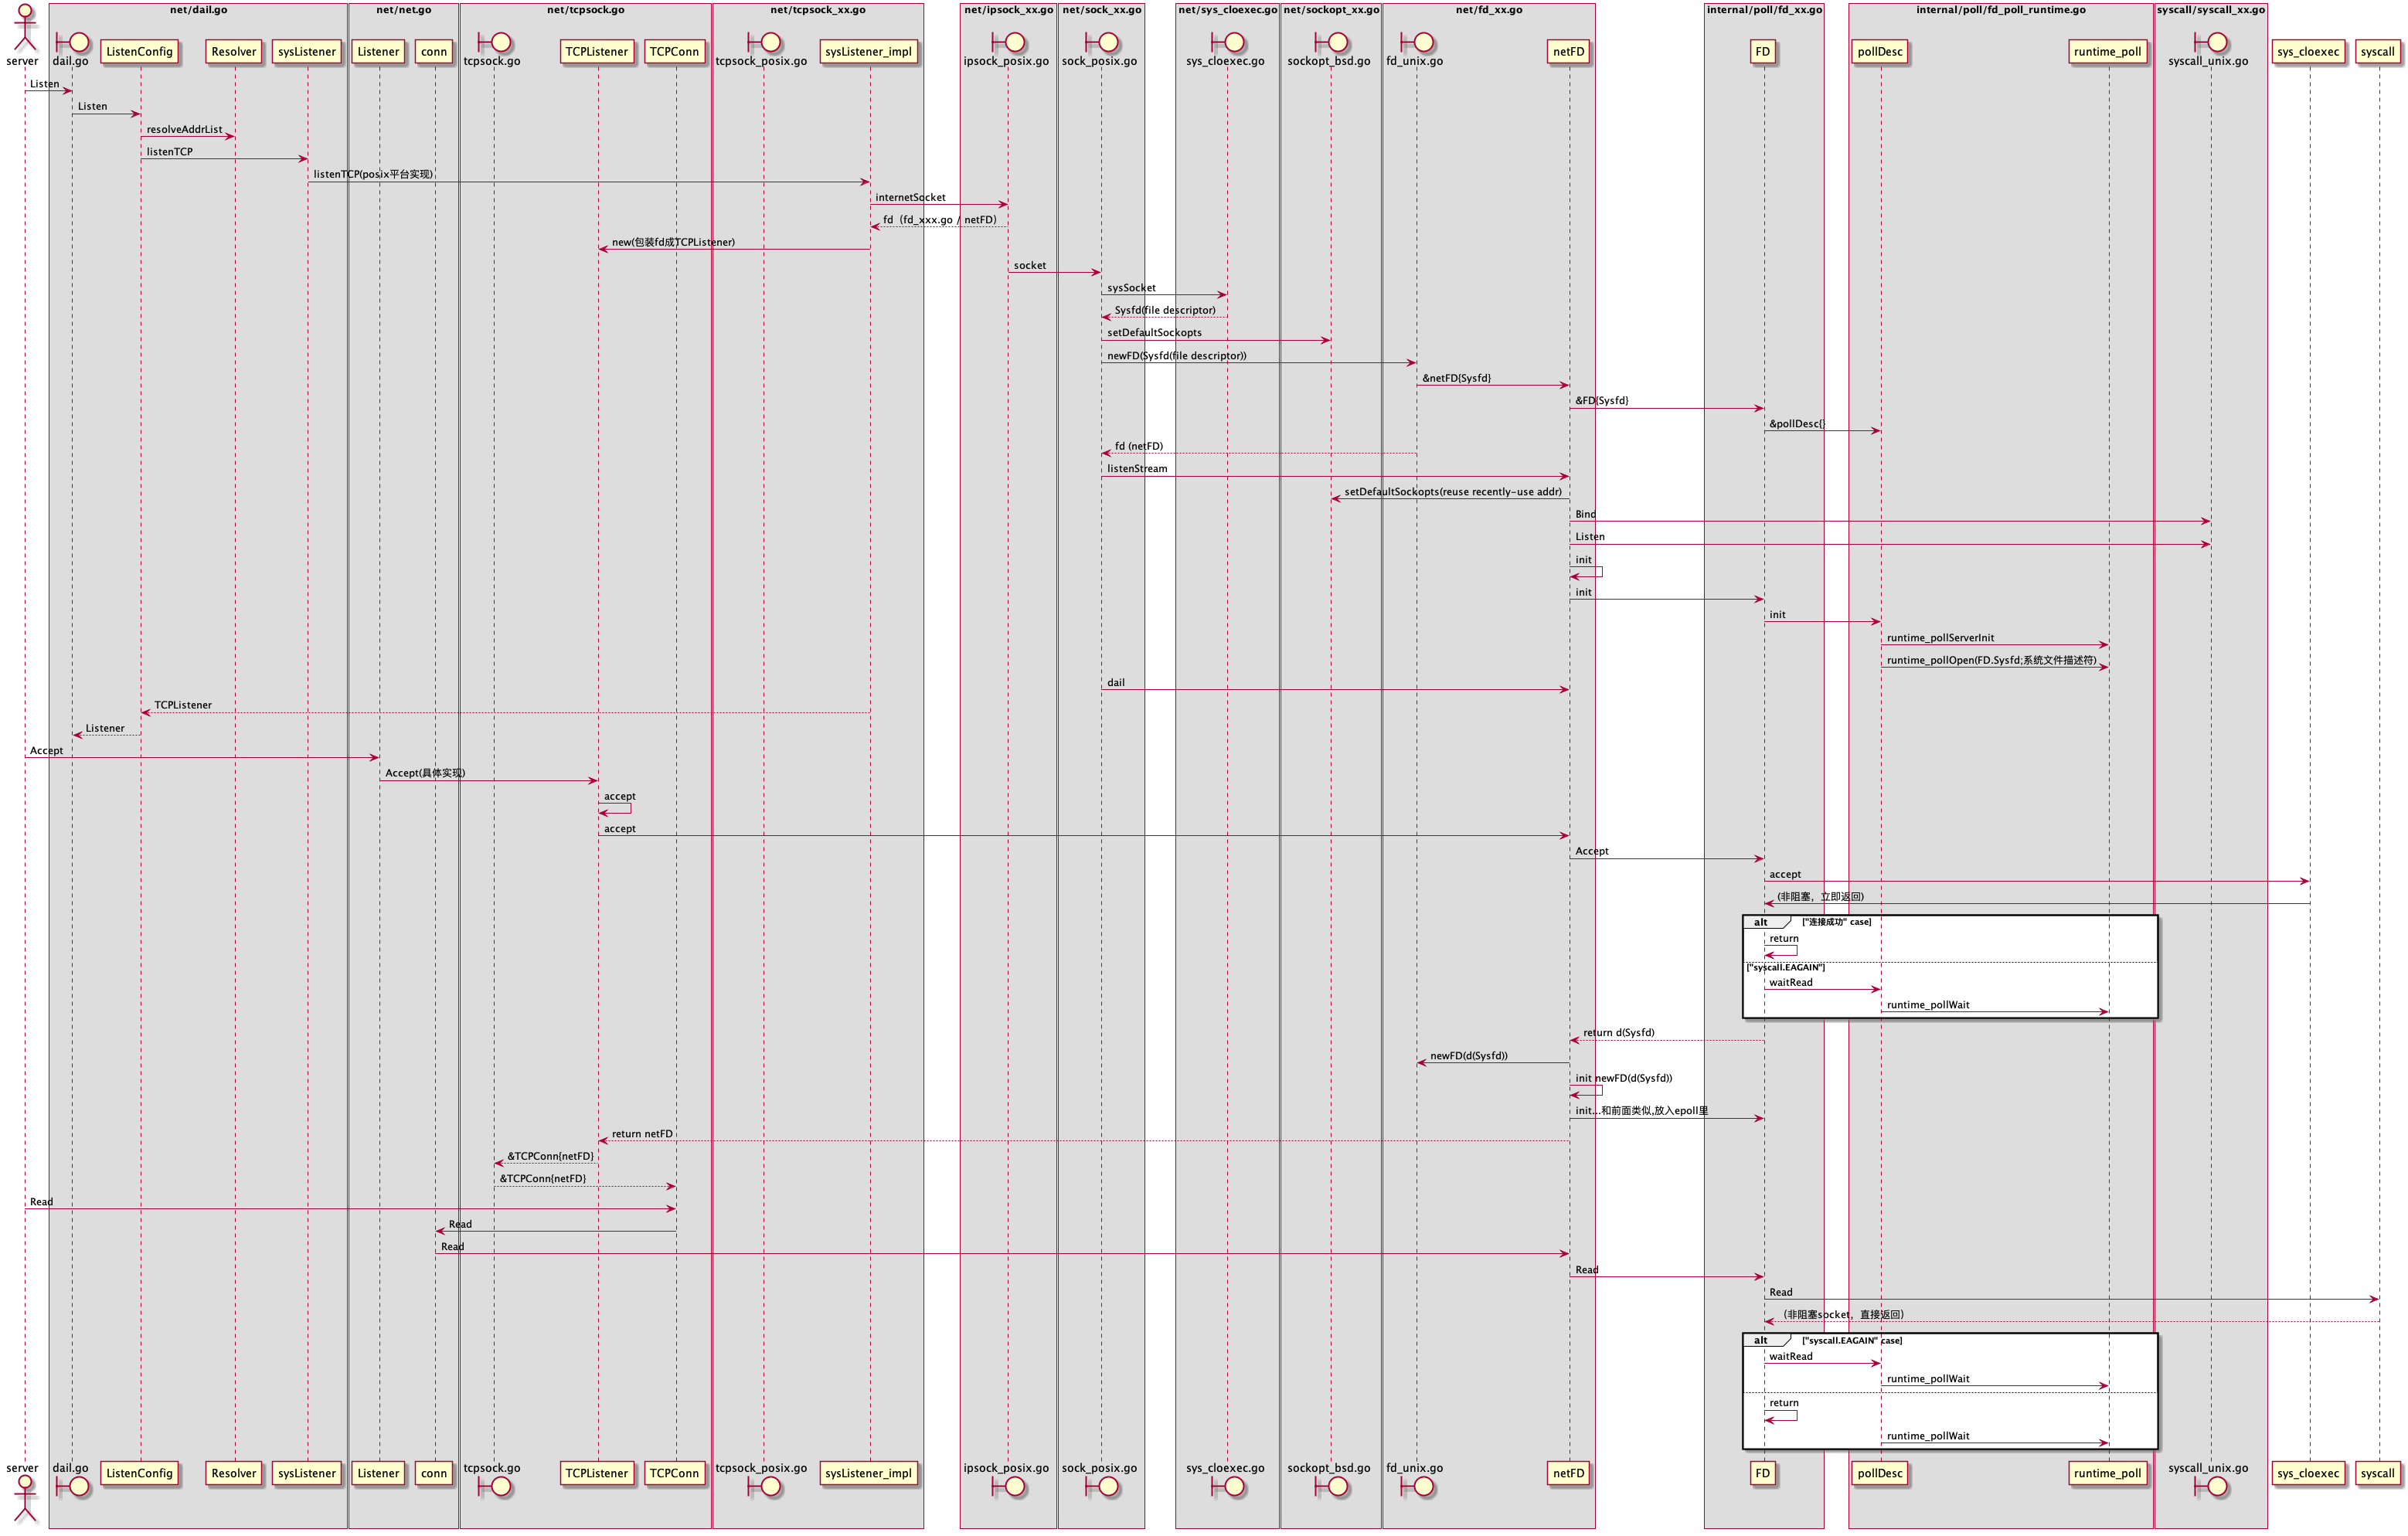 net/dail.go
net/net.go
net/tcpsock.go
net/tcpsock_xx.go
net/ipsock_xx.go
net/sock_xx.go
net/sys_cloexec.go
net/sockopt_xx.go
net/fd_xx.go
internal/poll/fd_xx.go
internal/poll/fd_poll_runtime.go
syscall/syscall_xx.go
server
dail.go
ListenConfig
Resolver
sysListener
Listener
conn
tcpsock.go
TCPListener
TCPConn
tcpsock_posix.go
sysListener_impl
ipsock_posix.go
sock_posix.go
sys_cloexec.go
sockopt_bsd.go
fd_unix.go
netFD
FD
pollDesc
runtime_poll
syscall_unix.go
sys_cloexec
syscall
Listen
Listen
resolveAddrList
listenTCP
listenTCP(posix平台实现)
internetSocket
fd（fd_xxx.go / netFD）
new(包装fd成TCPListener)
socket
sysSocket
Sysfd(file descriptor)
setDefaultSockopts
newFD(Sysfd(file descriptor))
&netFD{Sysfd}
&FD{Sysfd}
&pollDesc{}
fd (netFD)
listenStream
setDefaultSockopts(reuse recently-use addr)
Bind
Listen
init
init
init
runtime_pollServerInit
runtime_pollOpen(FD.Sysfd;系统文件描述符)
dail
TCPListener
Listener
Accept
Accept(具体实现)
accept
accept
Accept
accept
(非阻塞，立即返回)
alt ["连接成功" case]
return
["syscall.EAGAIN"]
waitRead
runtime_pollWait
return d(Sysfd)
newFD(d(Sysfd))
init newFD(d(Sysfd))
init...和前面类似,放入epoll里
return netFD
&TCPConn{netFD}
&TCPConn{netFD}
Read
Read
Read
Read
Read
（非阻塞socket，直接返回）
alt ["syscall.EAGAIN" case]
waitRead
runtime_pollWait
return
runtime_pollWait
server
dail.go
ListenConfig
Resolver
sysListener
Listener
conn
tcpsock.go
TCPListener
TCPConn
tcpsock_posix.go
sysListener_impl
ipsock_posix.go
sock_posix.go
sys_cloexec.go
sockopt_bsd.go
fd_unix.go
netFD
FD
pollDesc
runtime_poll
syscall_unix.go
sys_cloexec
syscall